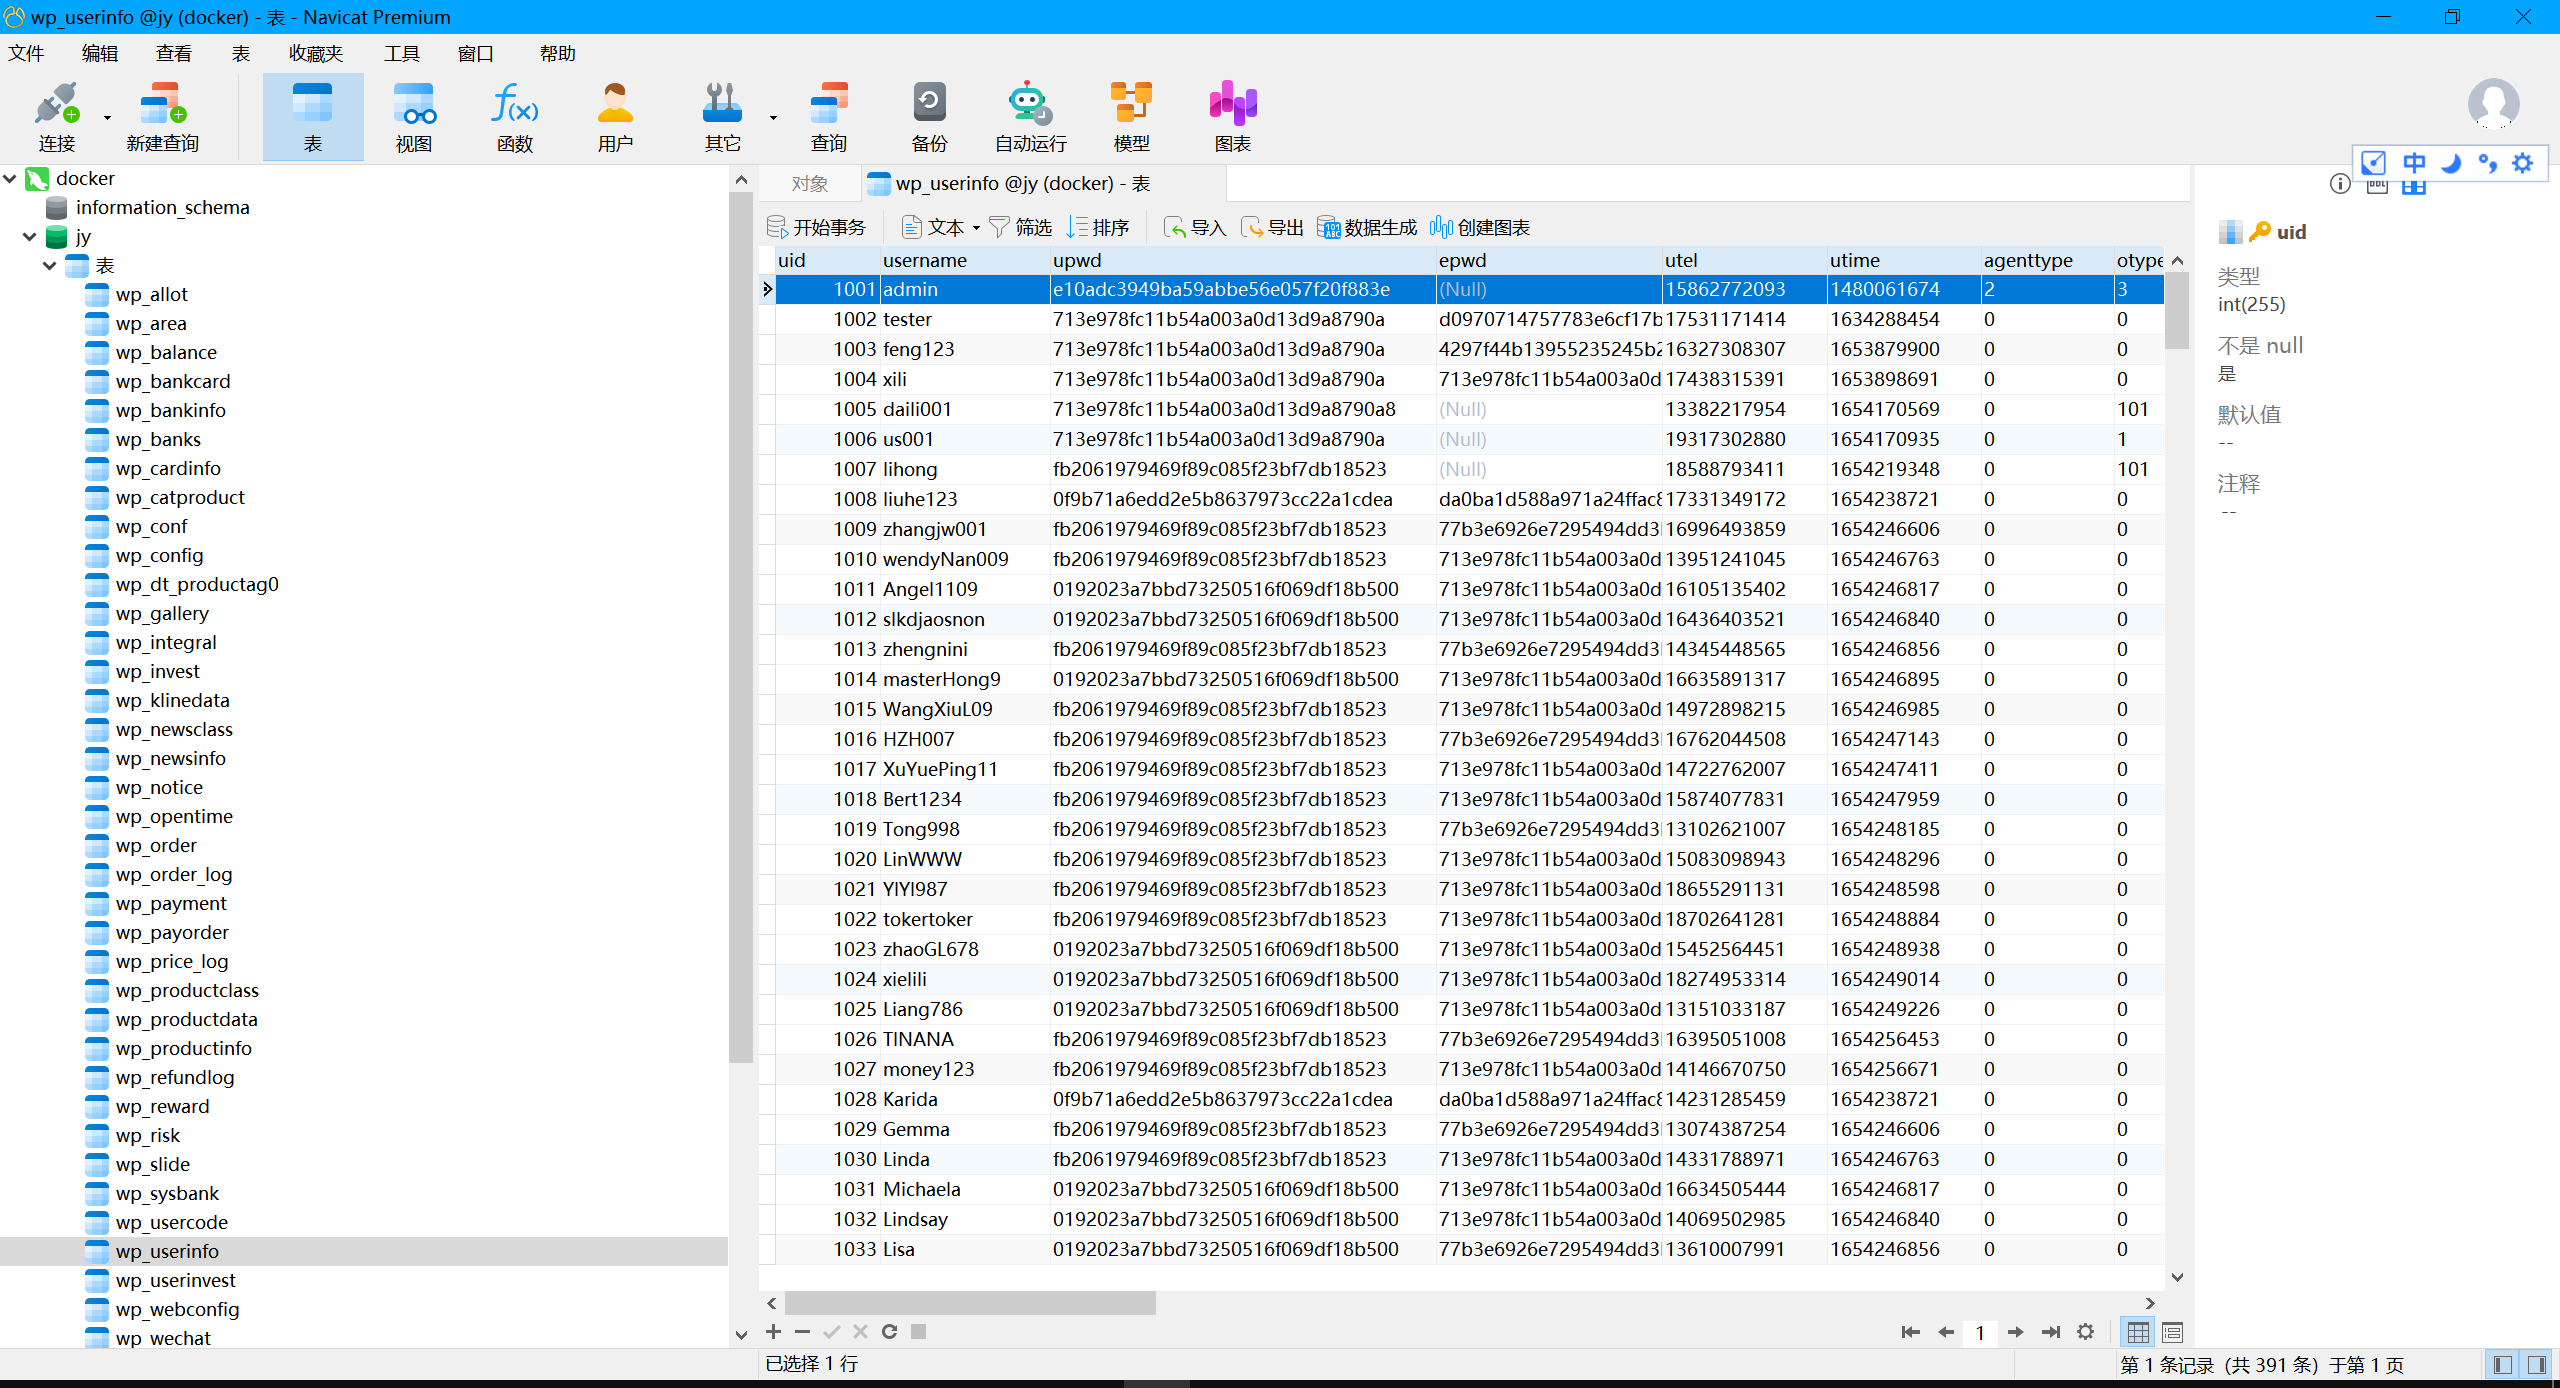 wp_userinfo @jy (docker) - 表 - Navicat Premium
文件 编辑 查看 表 收藏夹 工具 窗口 帮助
连接 新建查询 表 视图 函数 用户 其它 查询 备份 自动运行 模型 图表
中
docker
information_schema
jy
表
wp_allot
wp_area
wp_balance
wp_bankcard
wp_bankinfo
wp_banks
wp_cardinfo
wp_catproduct
wp_conf
wp_config
wp_dt_productag0
wp_gallery
wp_integral
wp_invest
wp_klinedata
wp_newsclass
wp_newsinfo
wp_notice
wp_opentime
wp_order
wp_order_log
wp_payment
wp_payorder
wp_price_log
wp_productclass
wp_productdata
wp_productinfo
wp_refundlog
wp_reward
wp_risk
wp_slide
wp_sysbank
wp_usercode
wp_userinfo
wp_userinvest
wp_webconfig
wp_wechat
对象 wp_userinfo @jy (docker) - 表
开始事务 文本 筛选 排序 导入 导出 数据生成 创建图表
uid username upwd epwd utel utime agenttype otype
1001 admin e10adc3949ba59abbe56e057f20f883e (Null) 15862772093 1480061674 2 3
1002 tester 713e978fc11b54a003a0d13d9a8790a d0970714757783e6cf17b 17531171414 1634288454 0 0
1003 feng123 713e978fc11b54a003a0d13d9a8790a 4297f44b13955235245b2 16327308307 1653879900 0 0
1004 xili 713e978fc11b54a003a0d13d9a8790a 713e978fc11b54a003a0d 17438315391 1653898691 0 0
1005 daili001 713e978fc11b54a003a0d13d9a8790a8 (Null) 13382217954 1654170569 0 101
1006 us001 713e978fc11b54a003a0d13d9a8790a (Null) 19317302880 1654170935 0 1
1007 lihong fb2061979469f89c085f23bf7db18523 (Null) 18588793411 1654219348 0 101
1008 liuhe123 0f9b71a6edd2e5b8637973cc22a1cdea da0ba1d588a971a24ffac8 17331349172 1654238721 0 0
1009 zhangjw001 fb2061979469f89c085f23bf7db18523 77b3e6926e7295494dd3 16996493859 1654246606 0 0
1010 wendyNan009 fb2061979469f89c085f23bf7db18523 713e978fc11b54a003a0d 13951241045 1654246763 0 0
1011 Angel1109 0192023a7bbd73250516f069df18b500 713e978fc11b54a003a0d 16105135402 1654246817 0 0
1012 slkdjaosnon 0192023a7bbd73250516f069df18b500 713e978fc11b54a003a0d 16436403521 1654246840 0 0
1013 zhengnini fb2061979469f89c085f23bf7db18523 77b3e6926e7295494dd3 14345448565 1654246856 0 0
1014 masterHong9 0192023a7bbd73250516f069df18b500 713e978fc11b54a003a0d 16635891317 1654246895 0 0
1015 WangXiuL09 fb2061979469f89c085f23bf7db18523 713e978fc11b54a003a0d 14972898215 1654246985 0 0
1016 HZH007 fb2061979469f89c085f23bf7db18523 77b3e6926e7295494dd3 16762044508 1654247143 0 0
1017 XuYuePing11 fb2061979469f89c085f23bf7db18523 713e978fc11b54a003a0d 14722762007 1654247411 0 0
1018 Bert1234 fb2061979469f89c085f23bf7db18523 713e978fc11b54a003a0d 15874077831 1654247959 0 0
1019 Tong998 fb2061979469f89c085f23bf7db18523 77b3e6926e7295494dd3 13102621007 1654248185 0 0
1020 LinWWW fb2061979469f89c085f23bf7db18523 713e978fc11b54a003a0d 15083098943 1654248296 0 0
1021 YIYI987 fb2061979469f89c085f23bf7db18523 713e978fc11b54a003a0d 18655291131 1654248598 0 0
1022 tokertoker fb2061979469f89c085f23bf7db18523 713e978fc11b54a003a0d 18702641281 1654248884 0 0
1023 zhaoGL678 0192023a7bbd73250516f069df18b500 713e978fc11b54a003a0d 15452564451 1654248938 0 0
1024 xielili 0192023a7bbd73250516f069df18b500 713e978fc11b54a003a0d 18274953314 1654249014 0 0
1025 Liang786 0192023a7bbd73250516f069df18b500 713e978fc11b54a003a0d 13151033187 1654249226 0 0
1026 TINANA fb2061979469f89c085f23bf7db18523 77b3e6926e7295494dd3 16395051008 1654256453 0 0
1027 money123 fb2061979469f89c085f23bf7db18523 713e978fc11b54a003a0d 14146670750 1654256671 0 0
1028 Karida 0f9b71a6edd2e5b8637973cc22a1cdea da0ba1d588a971a24ffac8 14231285459 1654238721 0 0
1029 Gemma fb2061979469f89c085f23bf7db18523 77b3e6926e7295494dd3 13074387254 1654246606 0 0
1030 Linda fb2061979469f89c085f23bf7db18523 713e978fc11b54a003a0d 14331788971 1654246763 0 0
1031 Michaela 0192023a7bbd73250516f069df18b500 713e978fc11b54a003a0d 16634505444 1654246817 0 0
1032 Lindsay 0192023a7bbd73250516f069df18b500 713e978fc11b54a003a0d 14069502985 1654246840 0 0
1033 Lisa 0192023a7bbd73250516f069df18b500 77b3e6926e7295494dd3 13610007991 1654246856 0 0
1
已选择 1 行
第 1 条记录 (共 391 条) 于第 1 页
uid
类型
int(255)
不是 null
是
默认值
--
注释
--